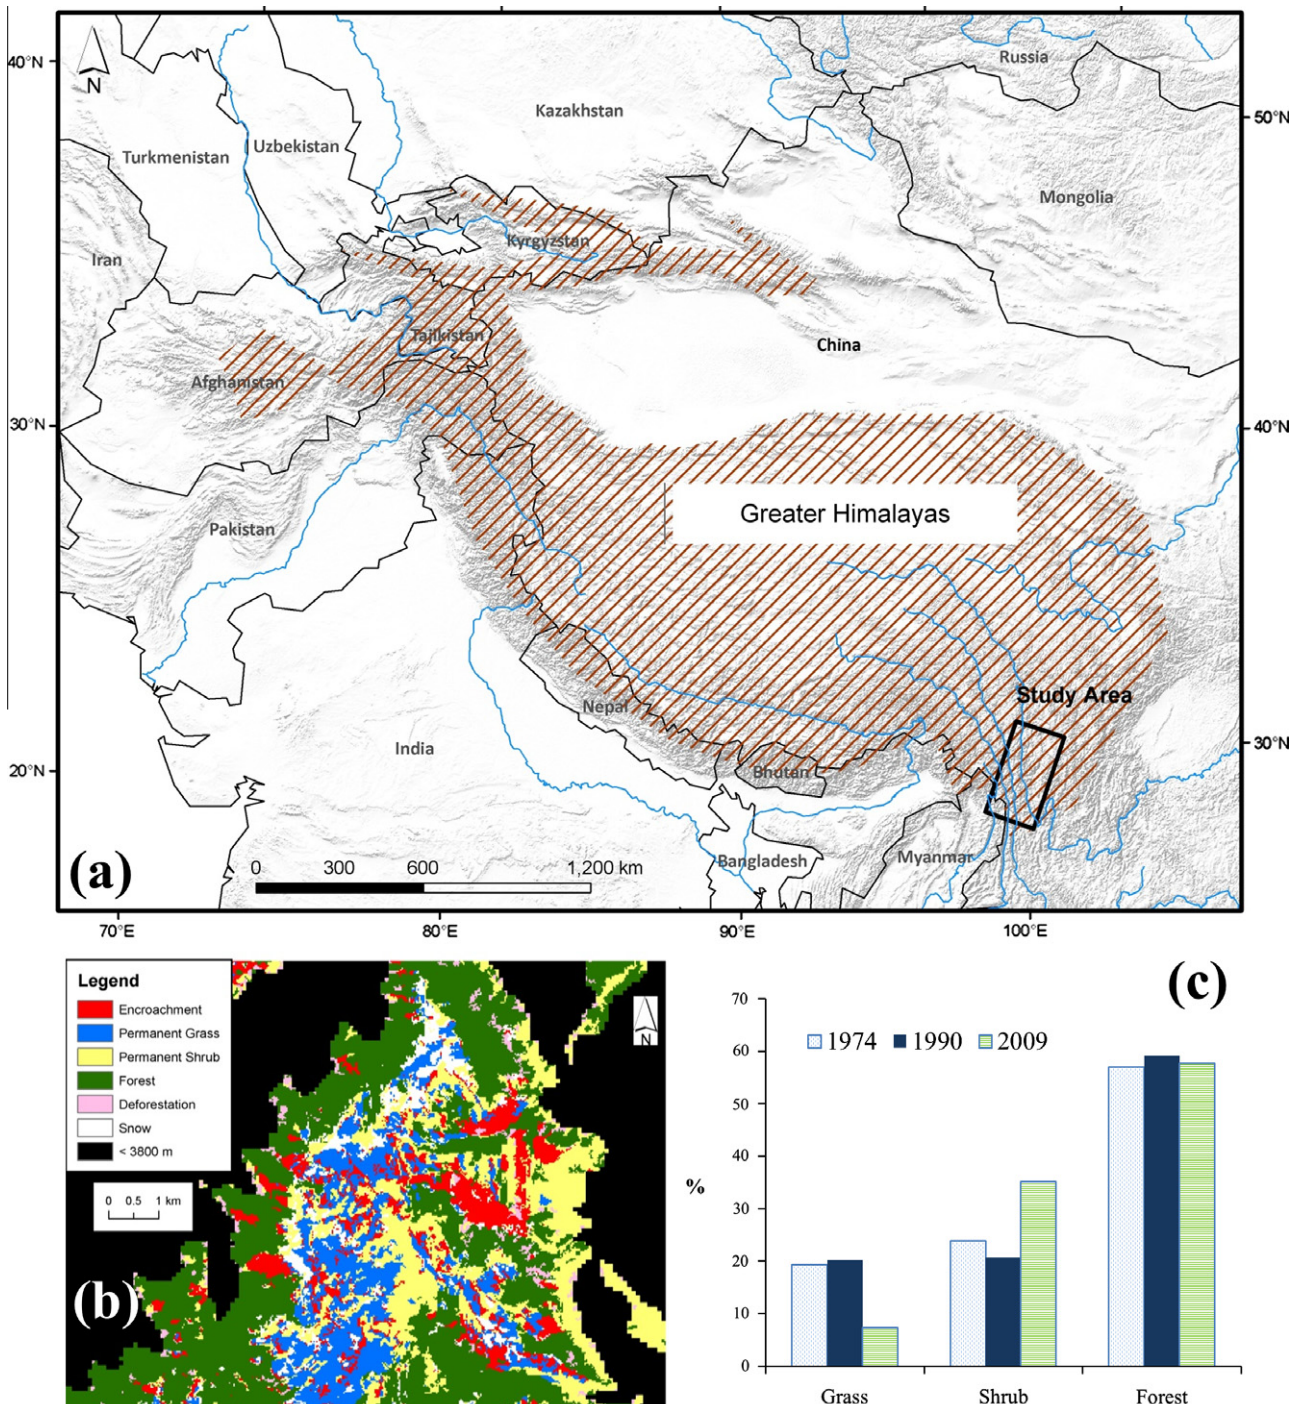 40°N
N
Russia
Kazakhstan
50°N
Turkmenistan
Uzbekistan
Mongolia
Iran
Kyrgyzstan
Tajikistan
China
Afghanistan
30°N
40°N
Greater Himalayas
Pakistan
Study Area
Nepal
India
30°N
20°N
Bhutan
Bangladesh
Myanmar
(a)
0 300 600 1,200 km
70°E 80°E 90°E 100°E
Legend
Encroachment
Permanent Grass
Permanent Shrub
Forest
Deforestation
Snow
< 3800 m
N
0 0.5 1 km
(b)
(c)
70
1974 1990 2009
60
50
40
%
30
20
10
0
Grass Shrub Forest